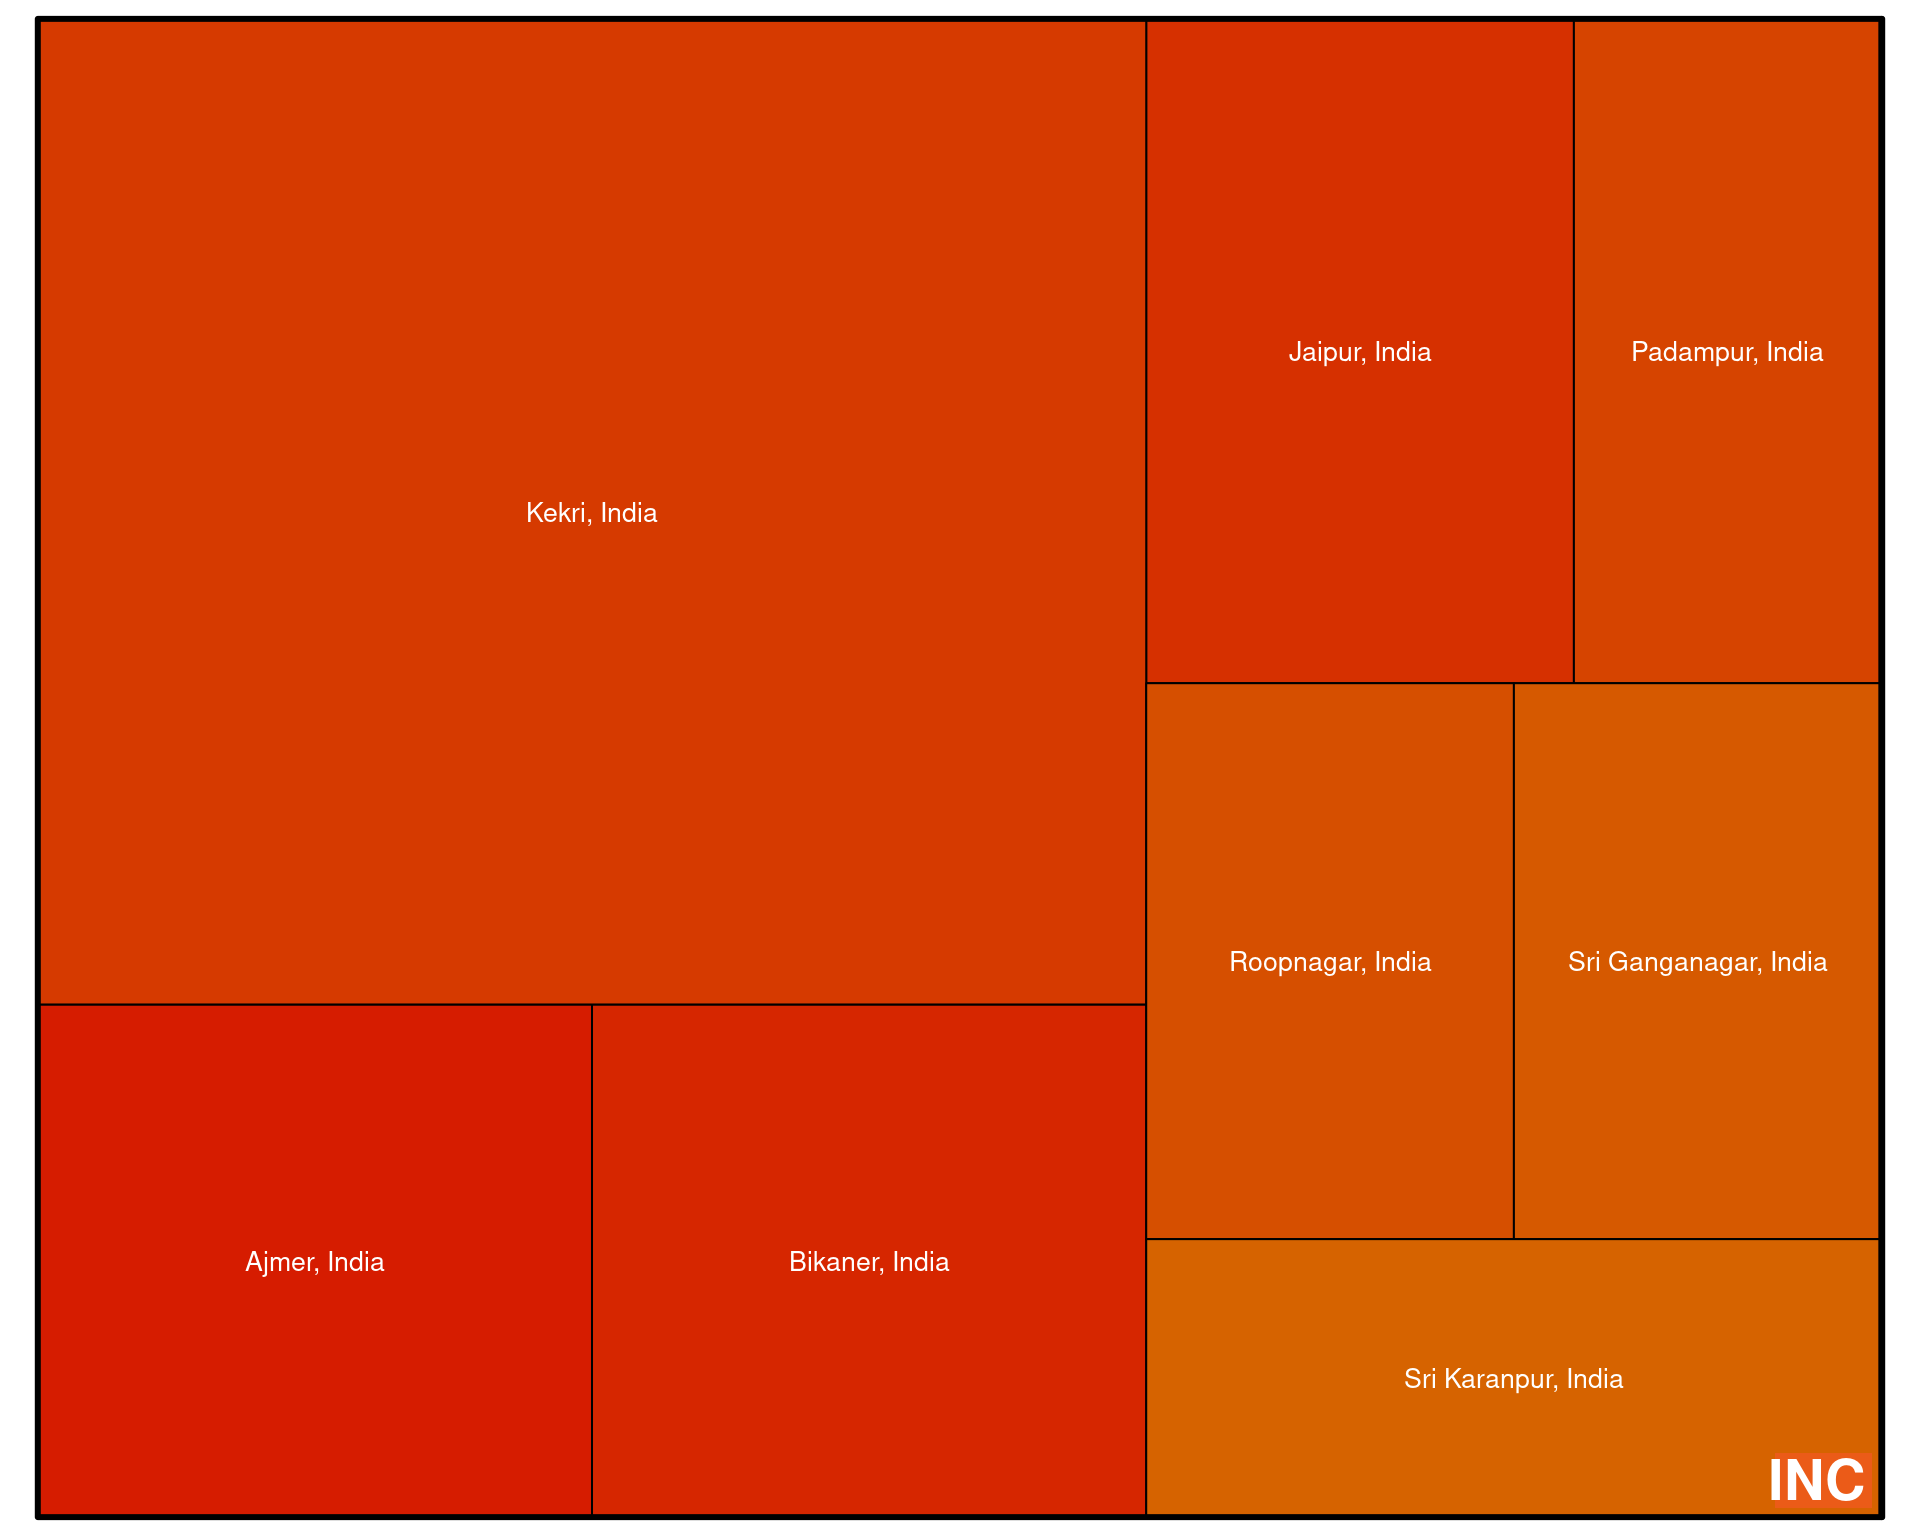 Kekri, India
Jaipur, India
Padampur, India
Roopnagar, India
Sri Ganganagar, India
Ajmer, India
Bikaner, India
Sri Karanpur, India
INC